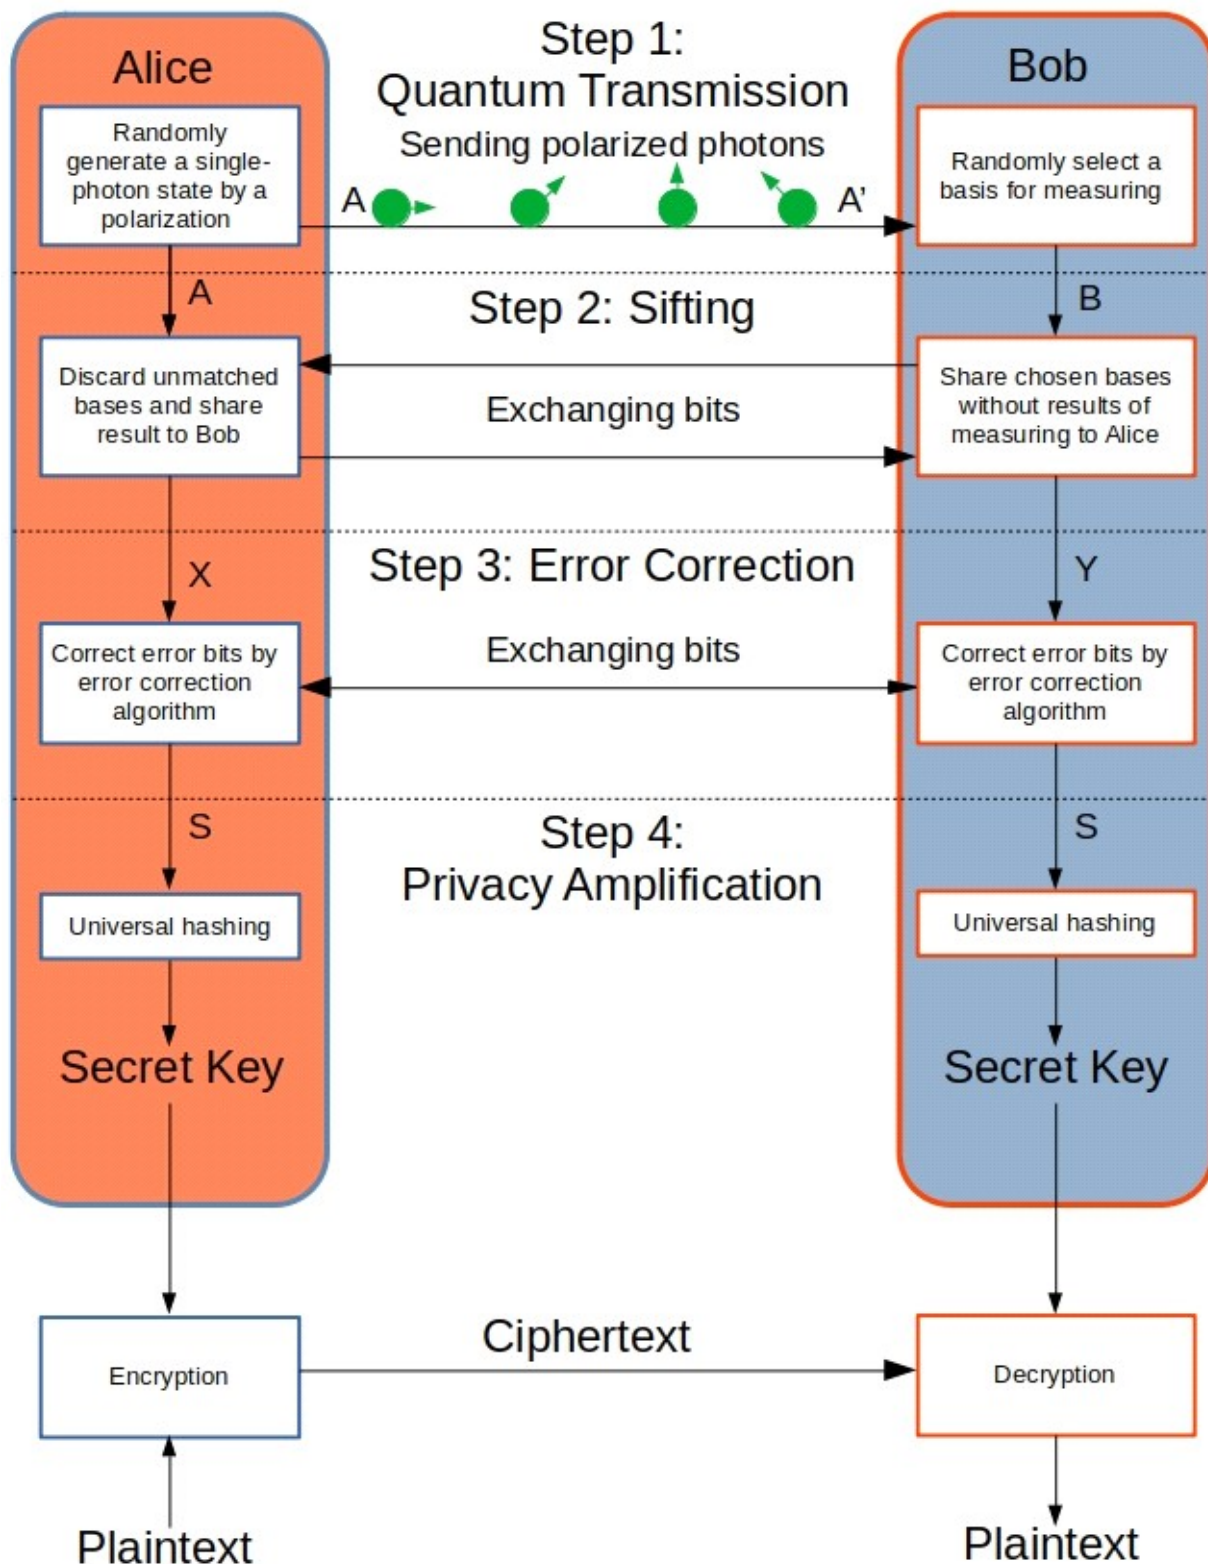 Alice
Step 1:
Quantum Transmission
Bob
Randomly
generate a single-
photon state by a
polarization
Sending polarized photons
A
A'
Randomly select a
basis for measuring
A
Step 2: Sifting
B
Discard unmatched
bases and share
result to Bob
Exchanging bits
Share chosen bases
without results of
measuring to Alice
X
Step 3: Error Correction
Y
Correct error bits by
error correction
algorithm
Exchanging bits
Correct error bits by
error correction
algorithm
S
Step 4:
Privacy Amplification
S
Universal hashing
Universal hashing
Secret Key
Secret Key
Encryption
Ciphertext
Decryption
Plaintext
Plaintext